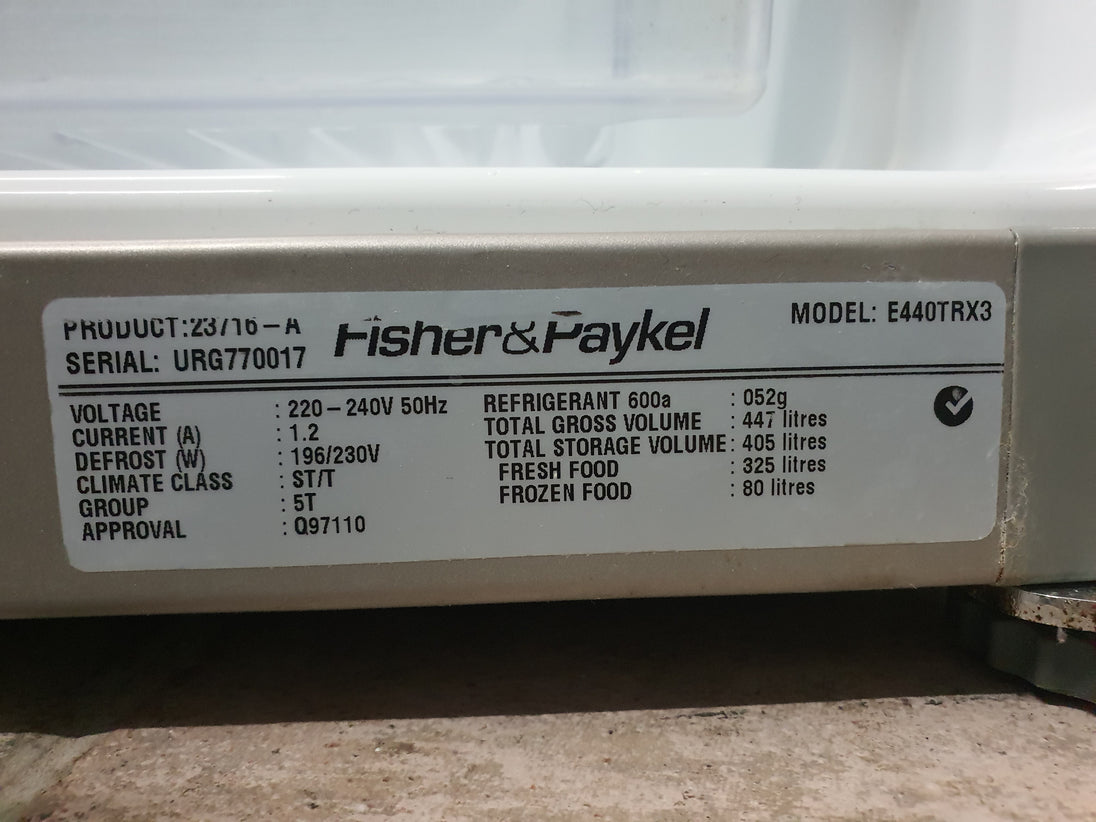 PRODUCT:23716-A
SERIAL: URG770017
Fisher&Paykel
MODEL: E440TRX3
VOLTAGE : 220-240V 50Hz
CURRENT (A) : 1.2
DEFROST (W) : 196/230V
CLIMATE CLASS : ST/T
GROUP : 5T
APPROVAL : Q97110
REFRIGERANT 600a : 052g
TOTAL GROSS VOLUME : 447 litres
TOTAL STORAGE VOLUME : 405 litres
FRESH FOOD : 325 litres
FROZEN FOOD : 80 litres